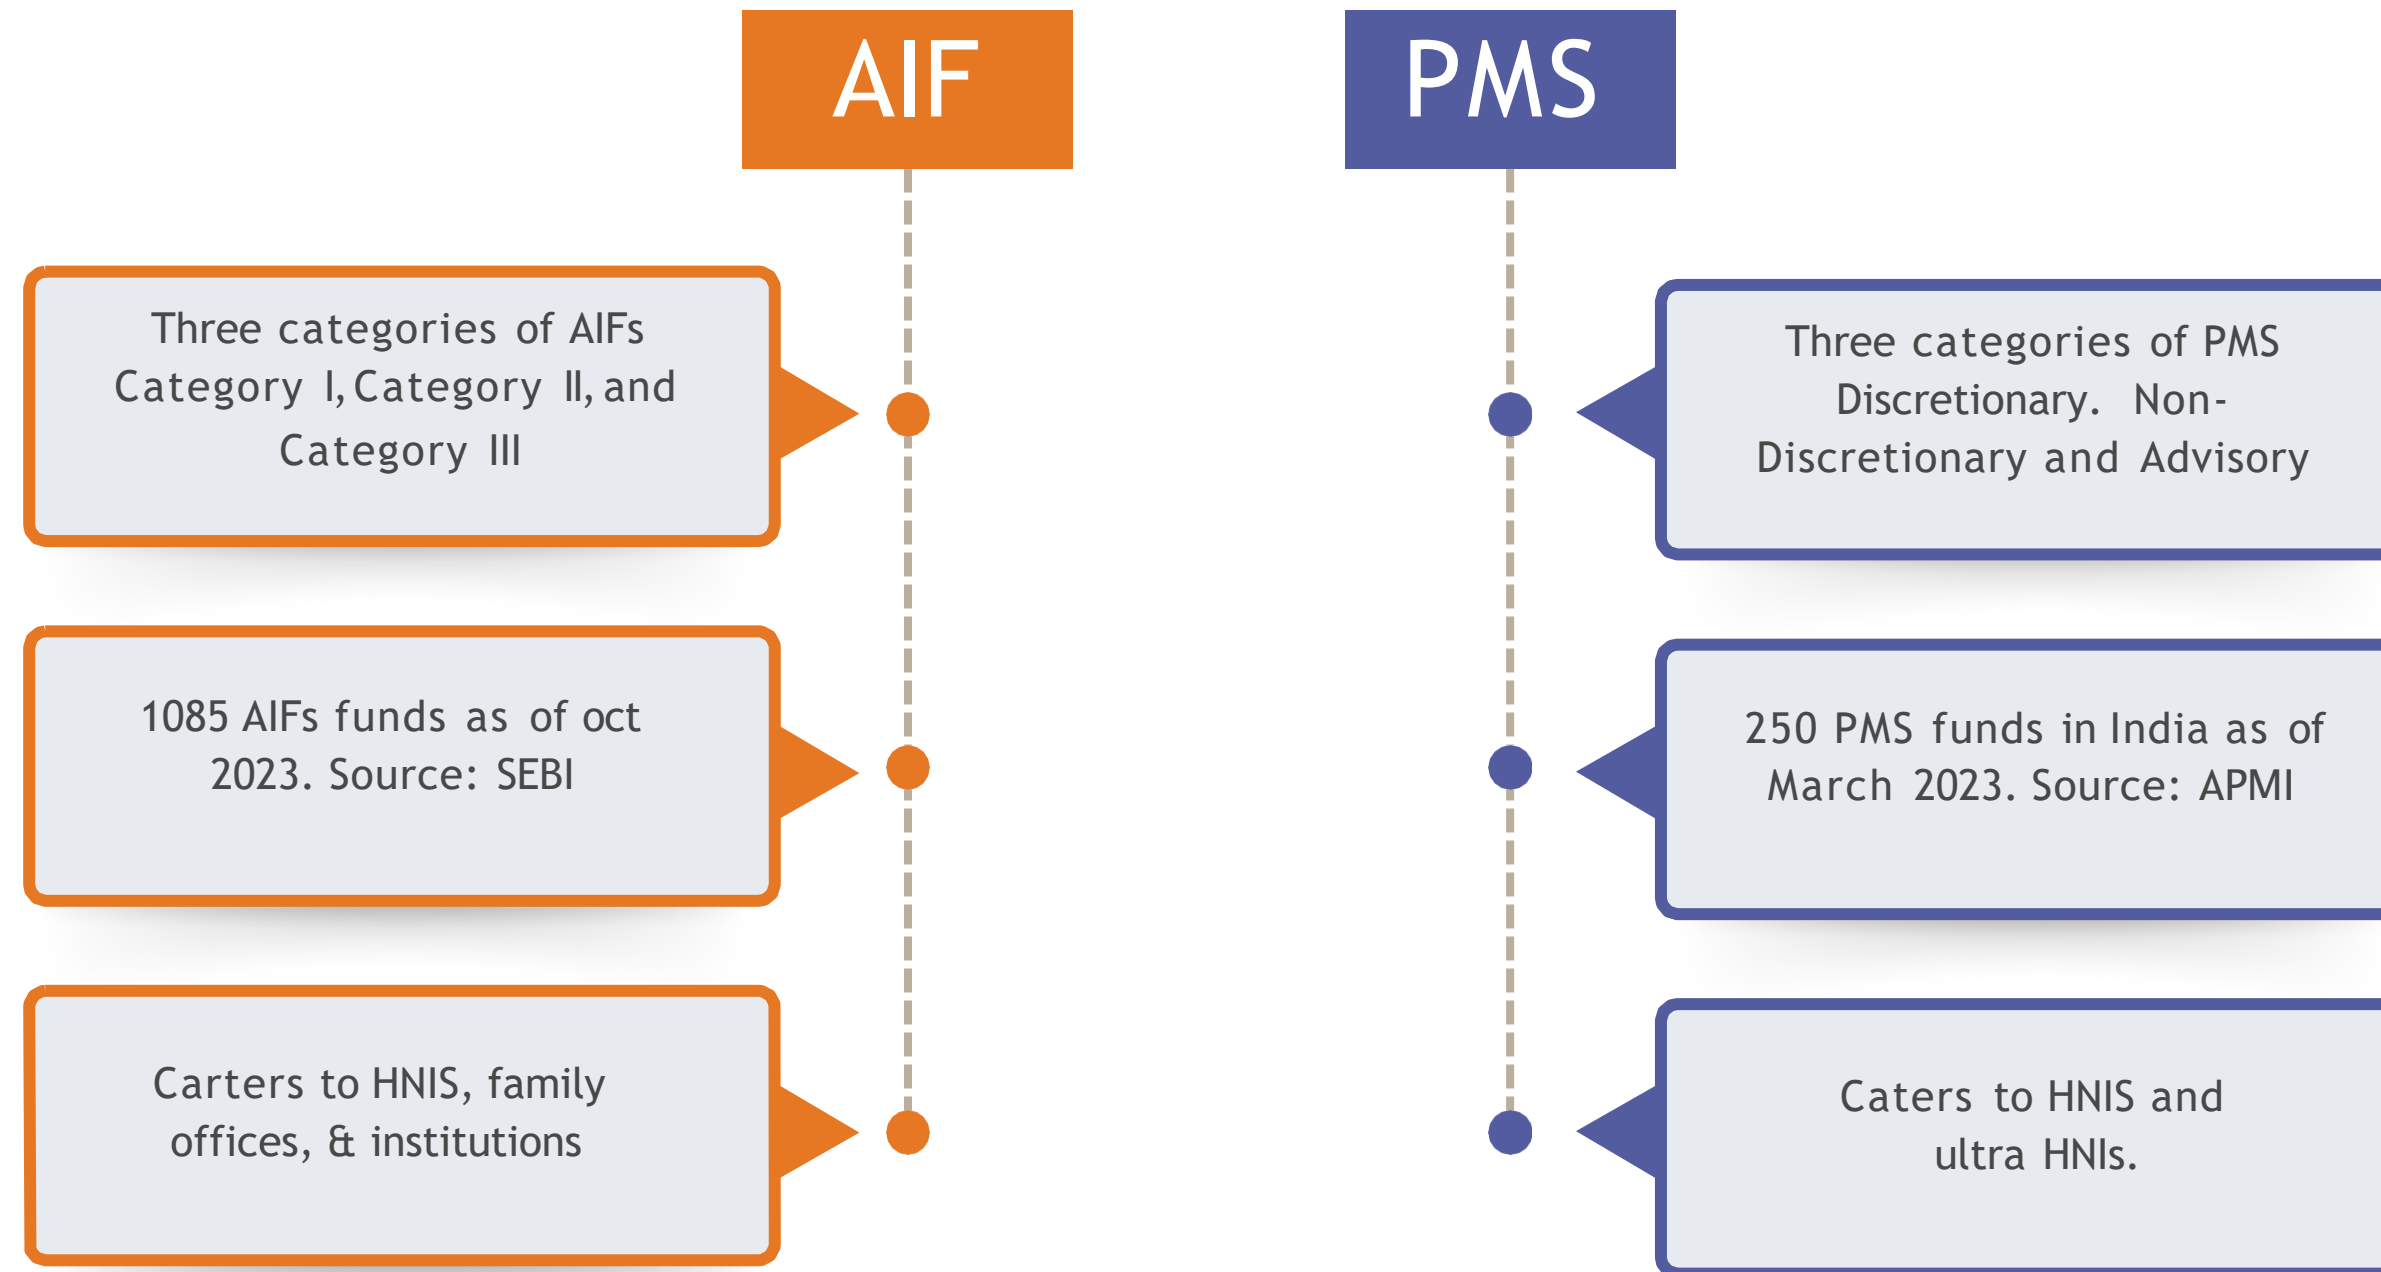 AIF
Three categories of AIFs
Category I, Category II, and
Category III
1085 AIFs funds as of oct
2023. Source: SEBI
Carters to HNIS, family
offices, & institutions
PMS
Three categories of PMS
Discretionary. Non-
Discretionary and Advisory
250 PMS funds in India as of
March 2023. Source: APMI
Caters to HNIS and
ultra HNIs.